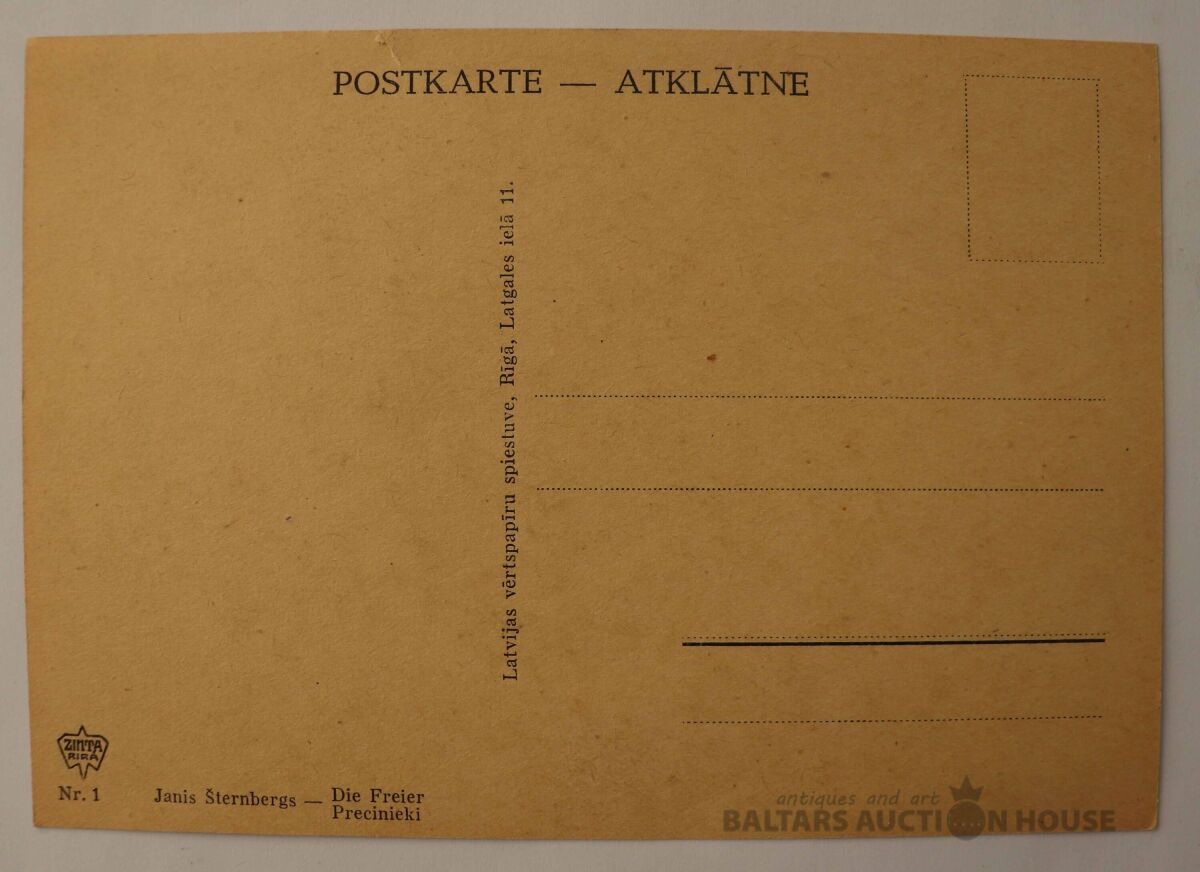 POSTKARTE — ATKLĀTNE
Latvijas vērtspapīru spiestuve, Rīgā, Latgales ielā 11.
ZINTA
RIGA
Nr. 1
Janis Šternbergs — Die Freier
Precinieki
antiques and art
BALTARS AUCTION HOUSE